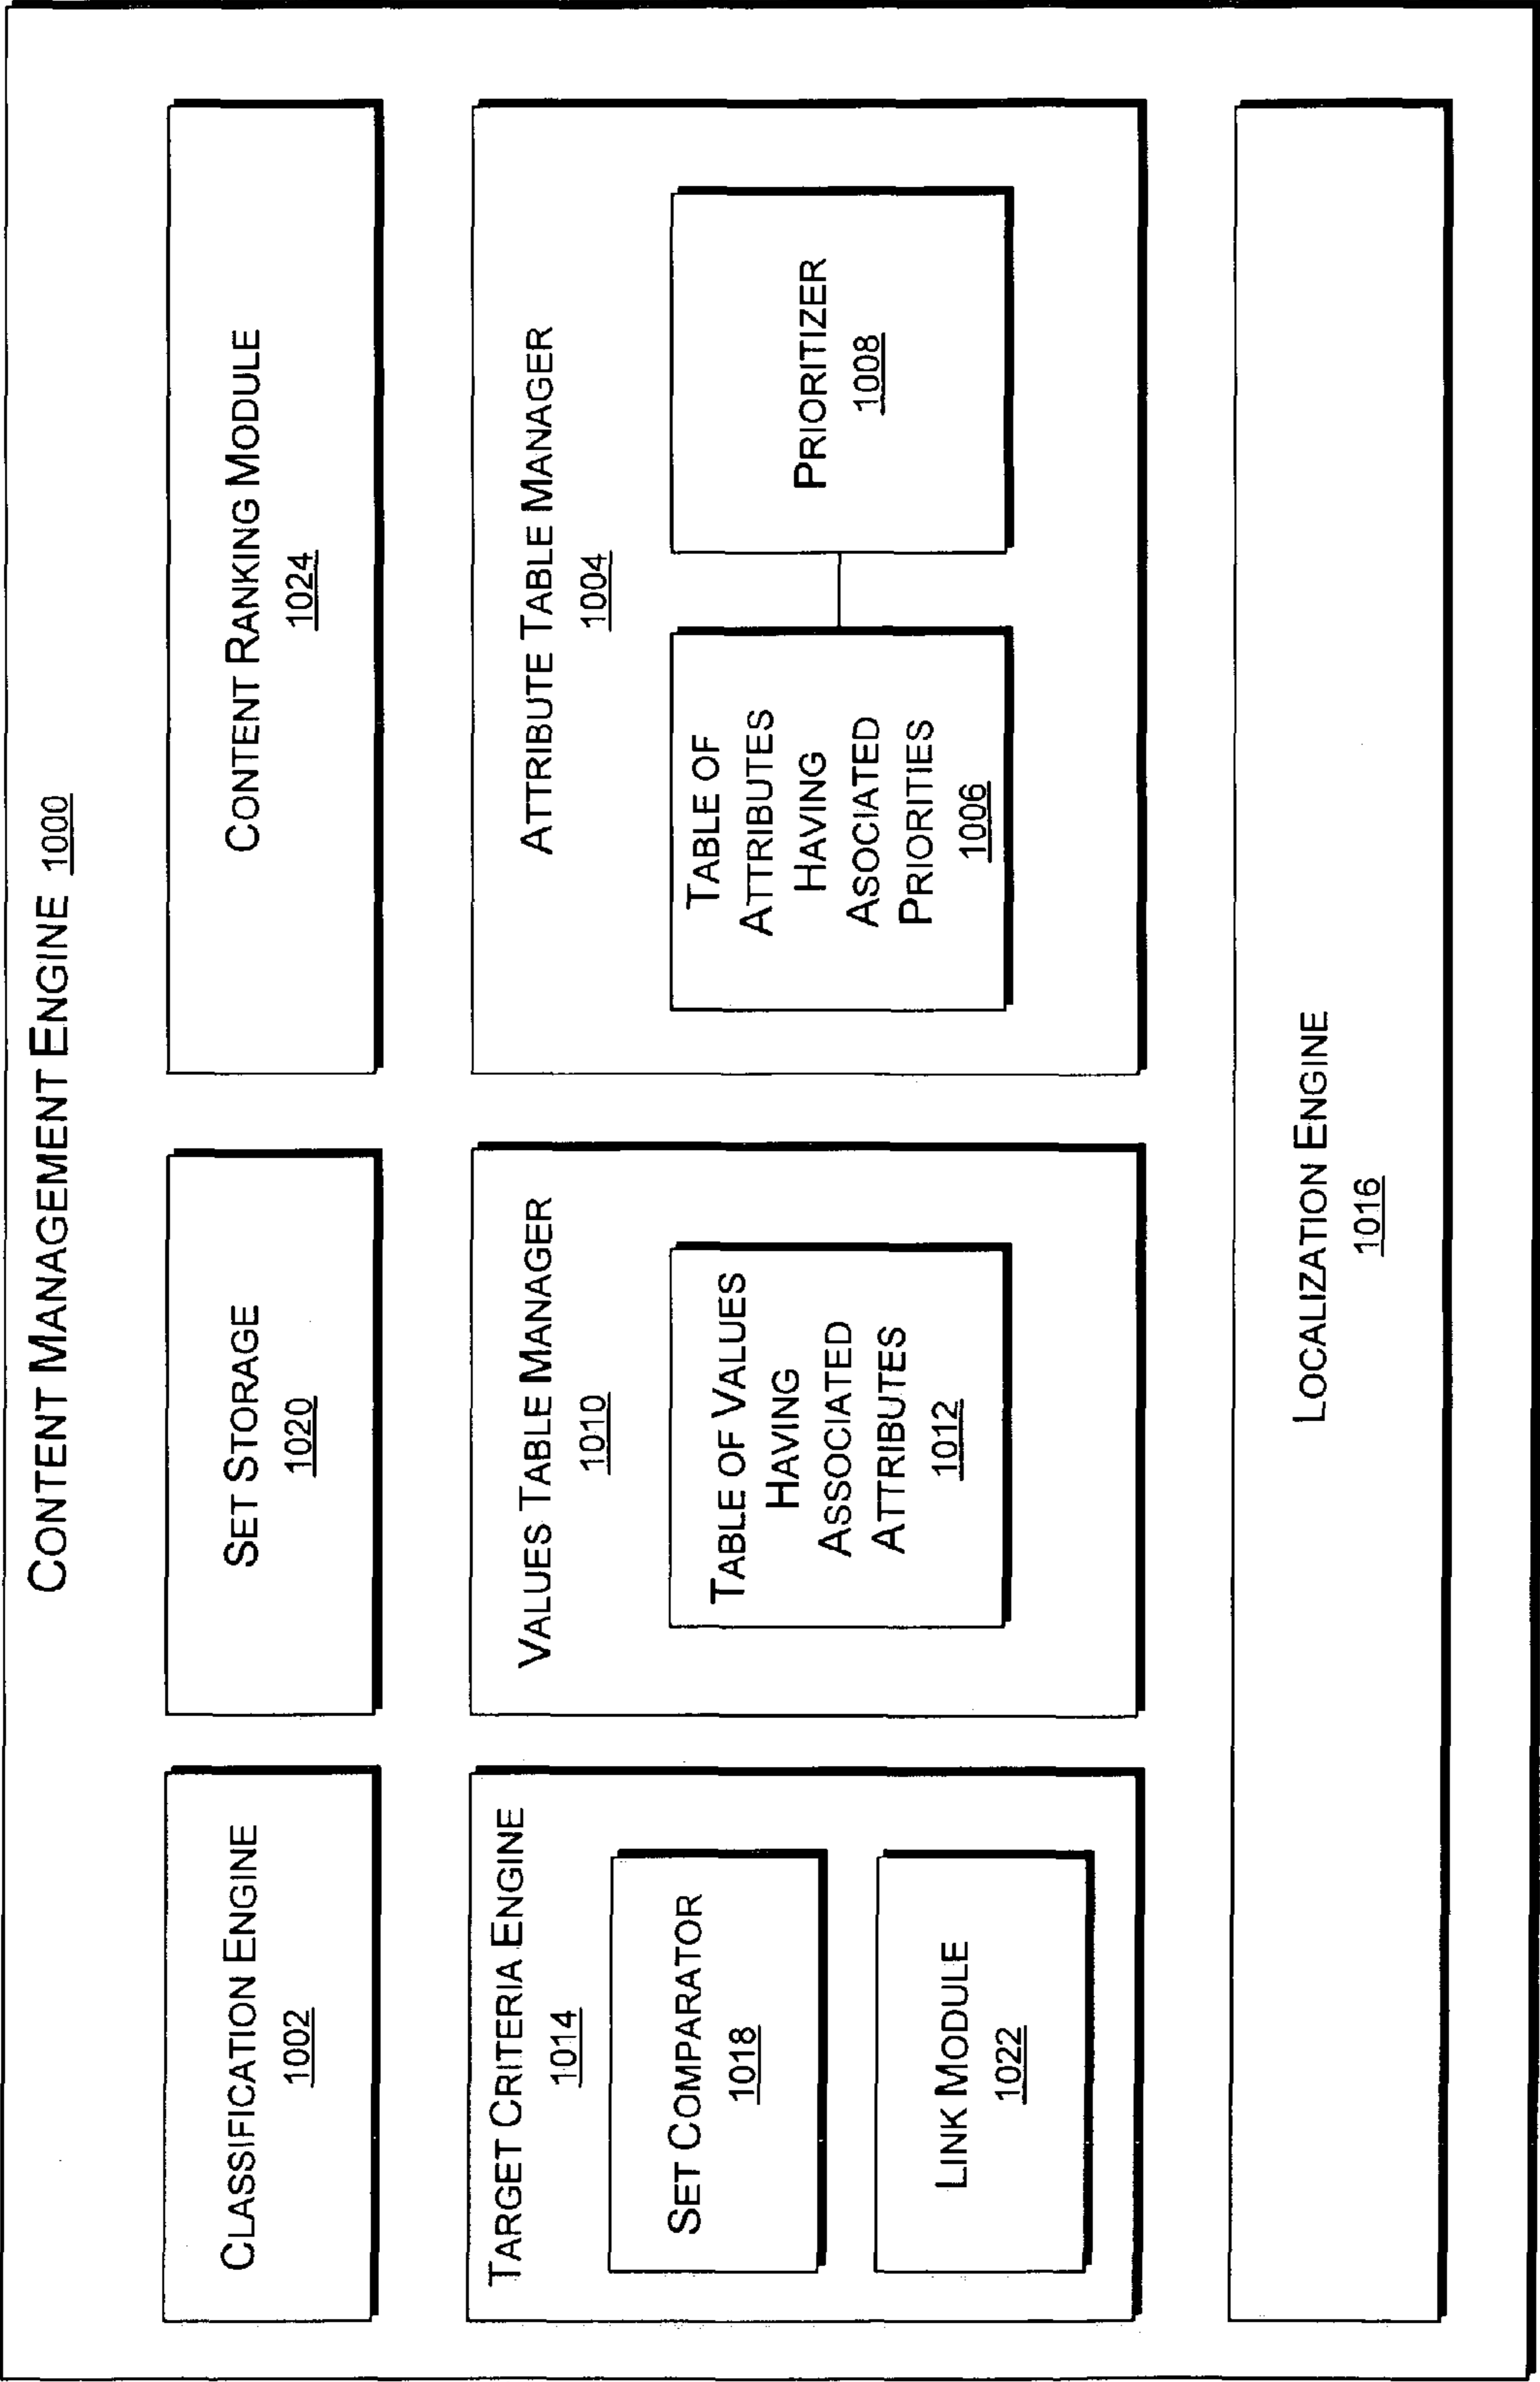 CONTENT MANAGEMENT ENGINE 1000
CLASSIFICATION ENGINE
1002
SET STORAGE
1020
CONTENT RANKING MODULE
1024
TARGET CRITERIA ENGINE
1014
SET COMPARATOR
1018
LINK MODULE
1022
VALUES TABLE MANAGER
1010
TABLE OF VALUES
HAVING
ASSOCIATED
ATTRIBUTES
1012
ATTRIBUTE TABLE MANAGER
1004
TABLE OF
ATTRIBUTES
HAVING
ASOCIATED
PRIORITIES
1006
PRIORITIZER
1008
LOCALIZATION ENGINE
1016